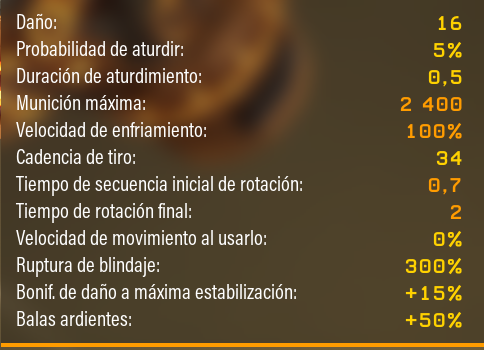 Daño: 16
Probabilidad de aturdir: 5%
Duración de aturdimiento: 0,5
Munición máxima: 2 400
Velocidad de enfriamiento: 100%
Cadencia de tiro: 34
Tiempo de secuencia inicial de rotación: 0,7
Tiempo de rotación final: 2
Velocidad de movimiento al usarlo: 0%
Ruptura de blindaje: 300%
Bonif. de daño a máxima estabilización: +15%
Balas ardientes: +50%